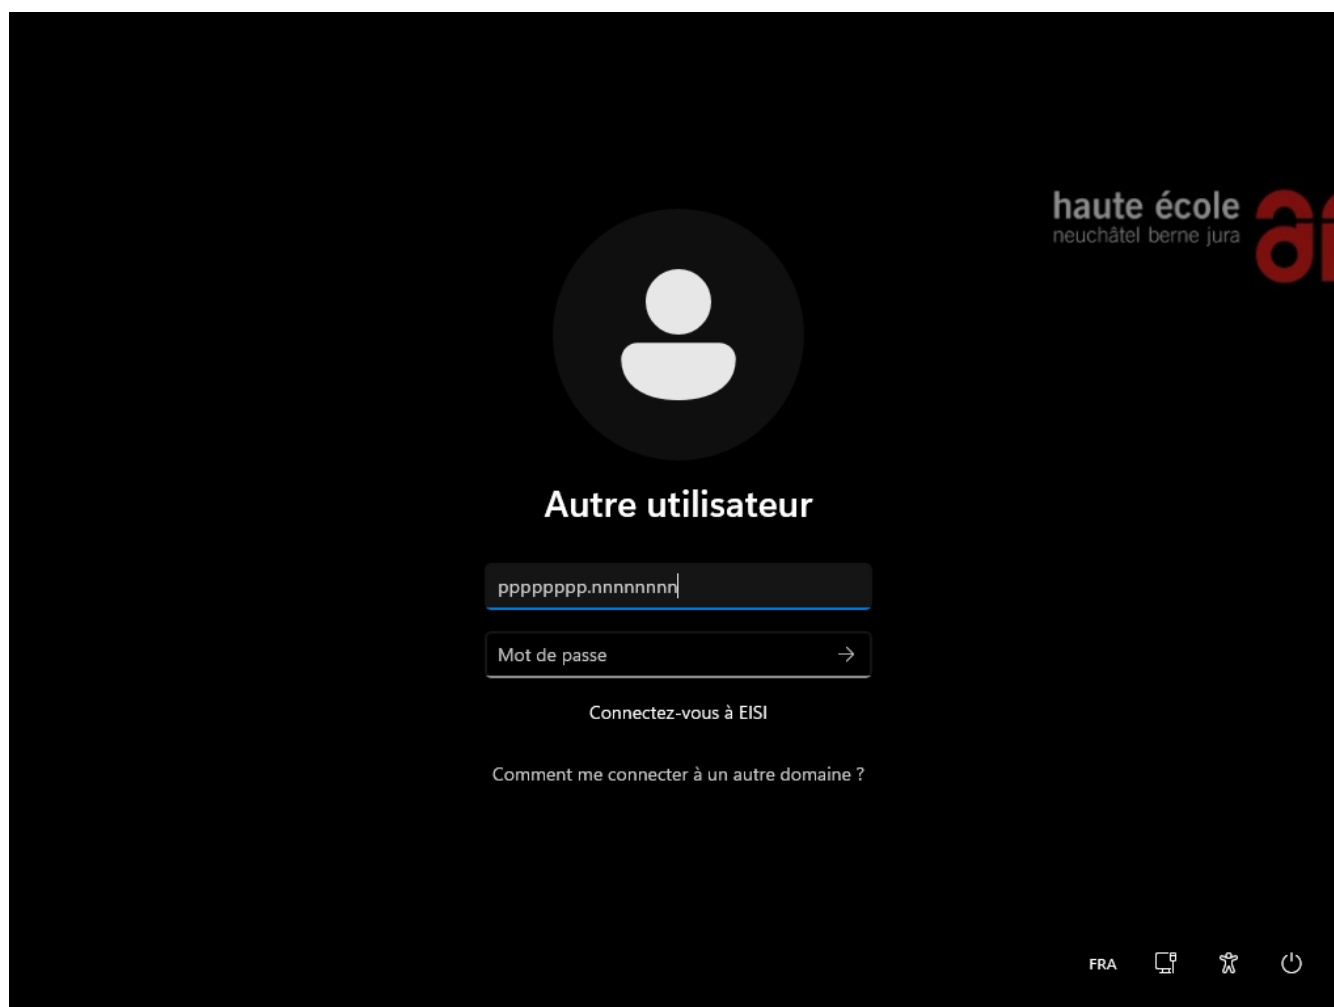 haute école
neuchâtel berne jura
Autre utilisateur
pppppppp.nnnnnnnn
Mot de passe
Connectez-vous à EISI
Comment me connecter à un autre domaine ?
FRA